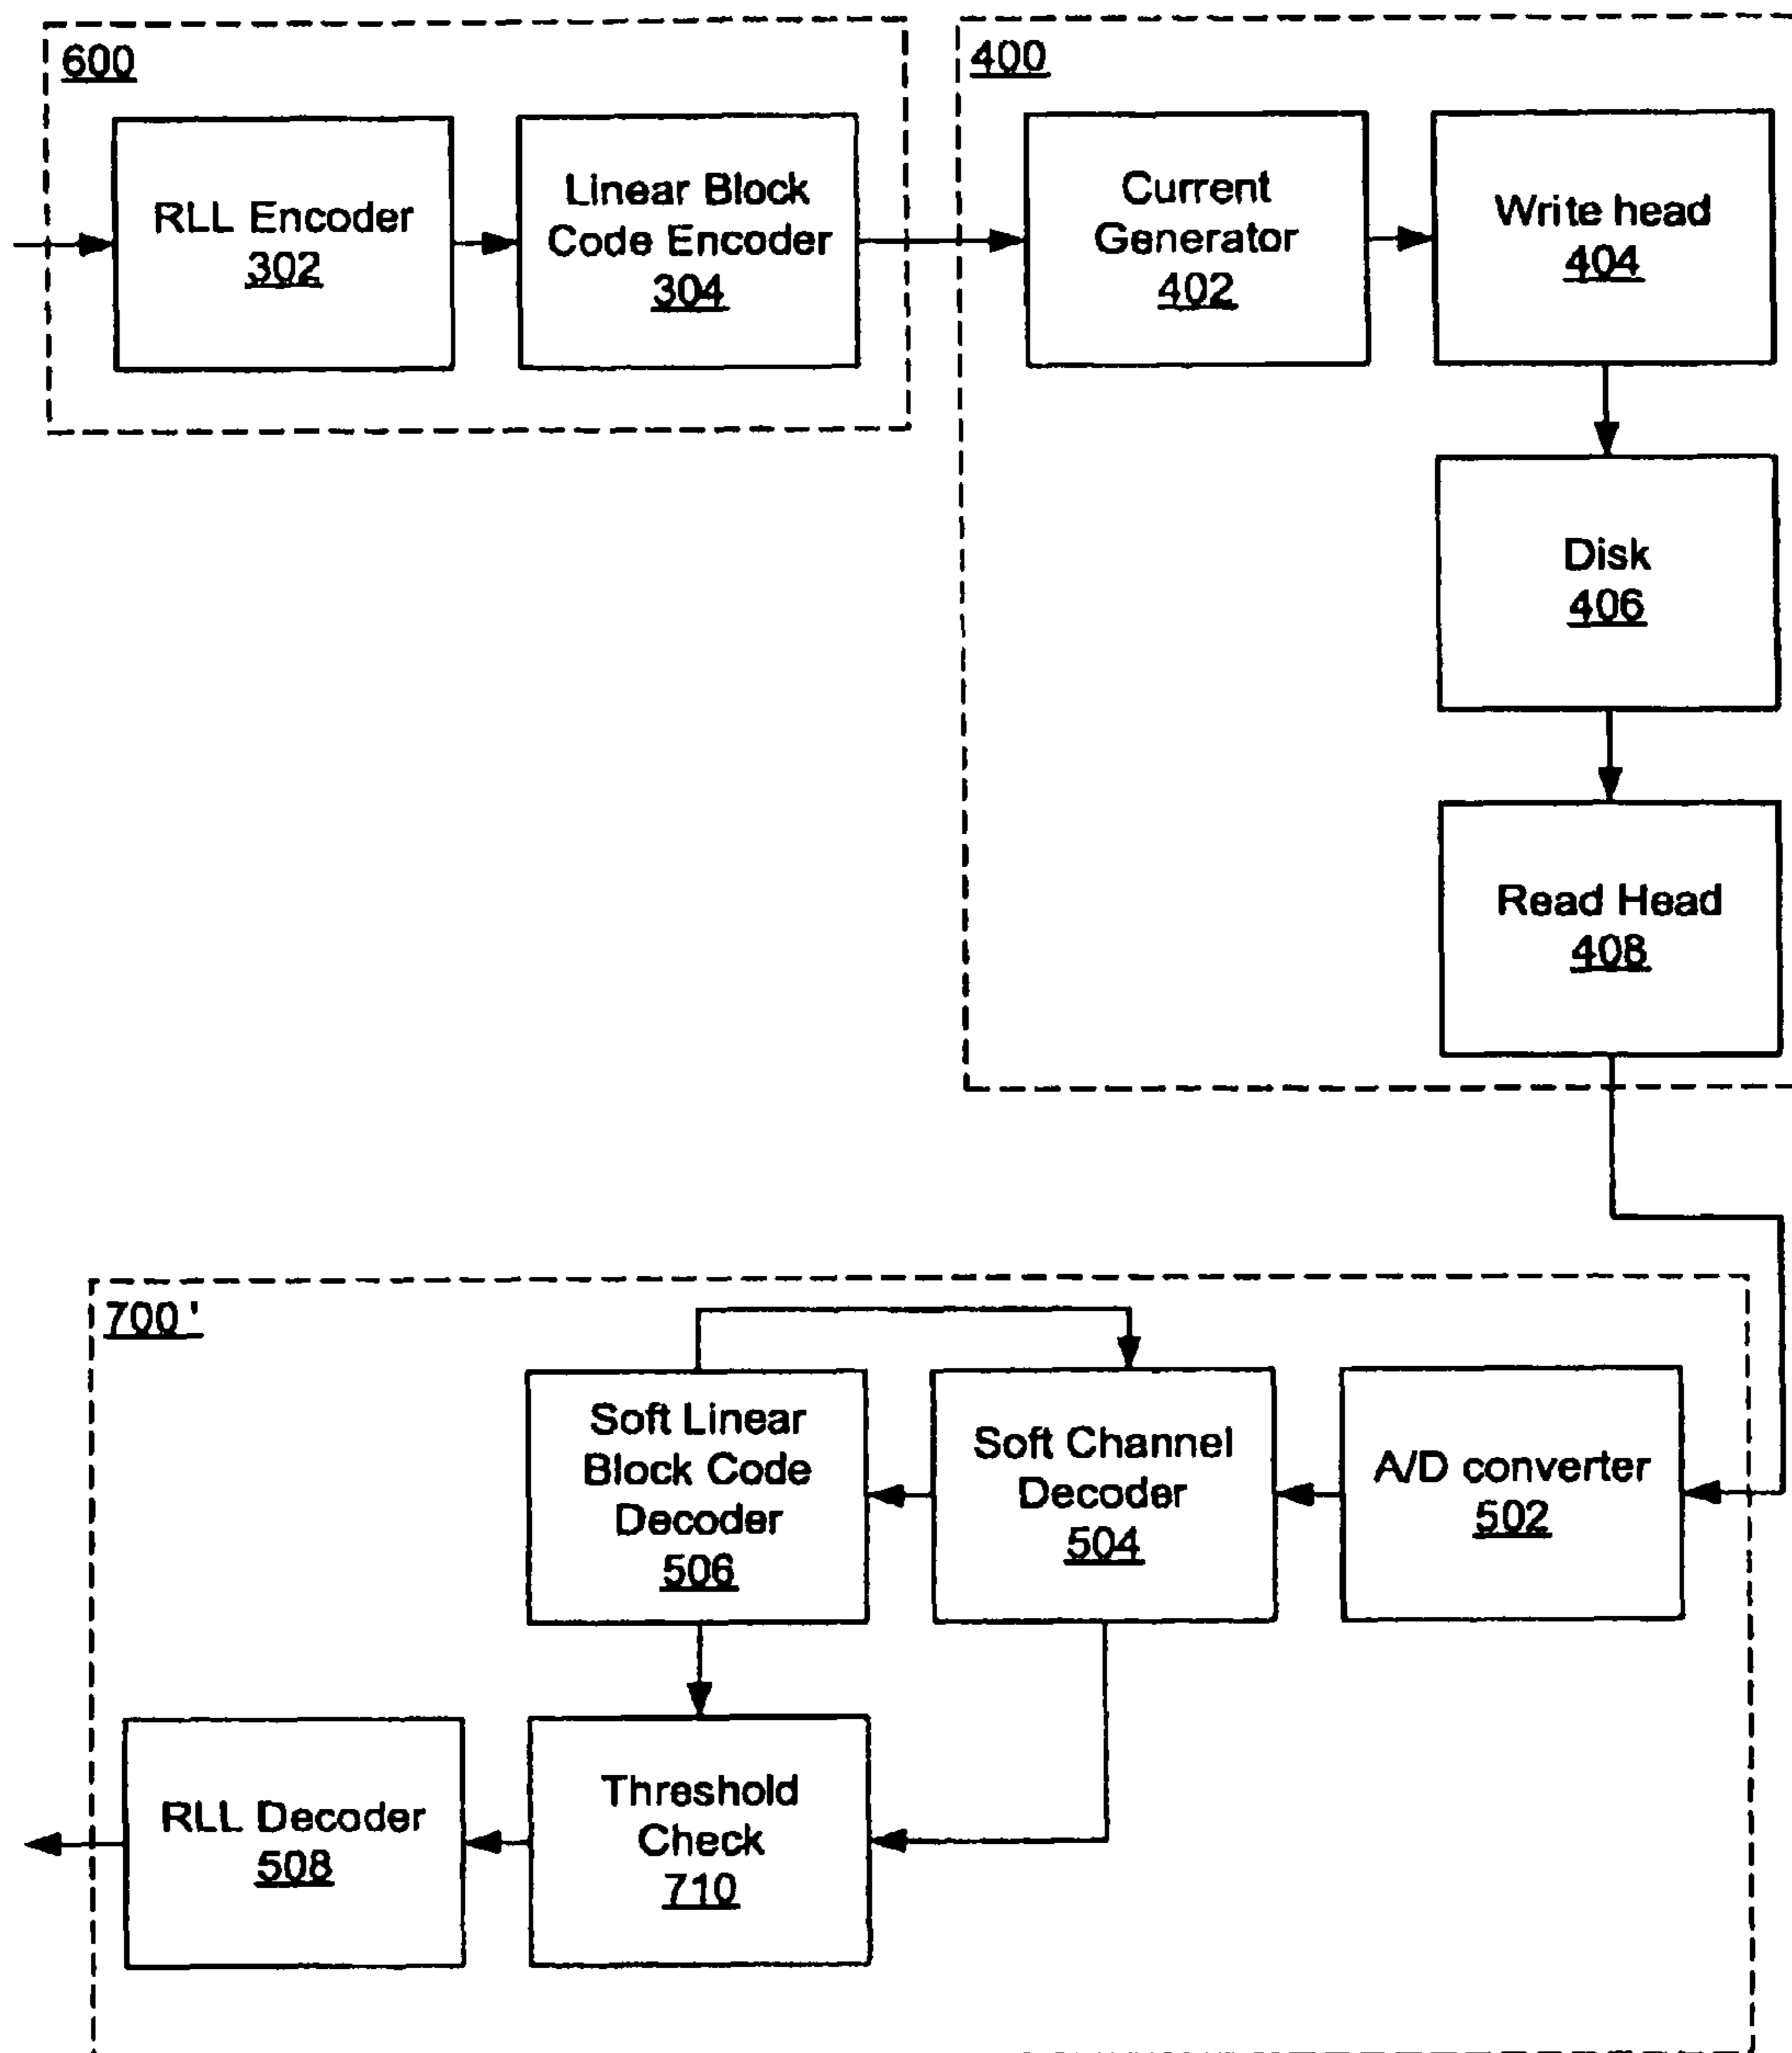 600
RLL Encoder
302
Linear Block
Code Encoder
304
400
Current
Generator
402
Write head
404
Disk
406
Read Head
408
700 '
Soft Linear
Block Code
Decoder
506
Soft Channel
Decoder
504
A/D converter
502
RLL Decoder
508
Threshold
Check
710